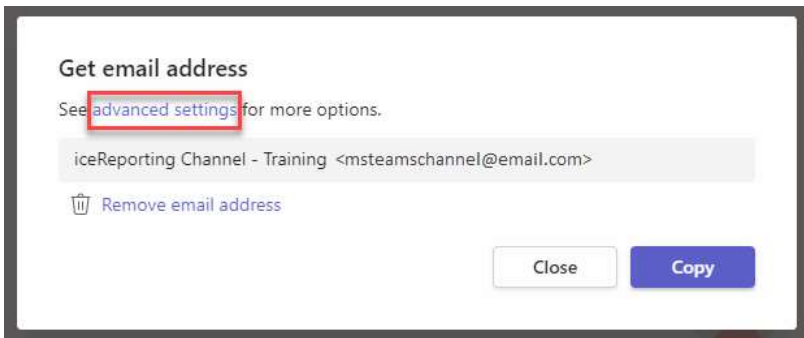 Get email address
See advanced settings for more options.
iceReporting Channel - Training <msteamschannel@email.com>
Remove email address
Close Copy